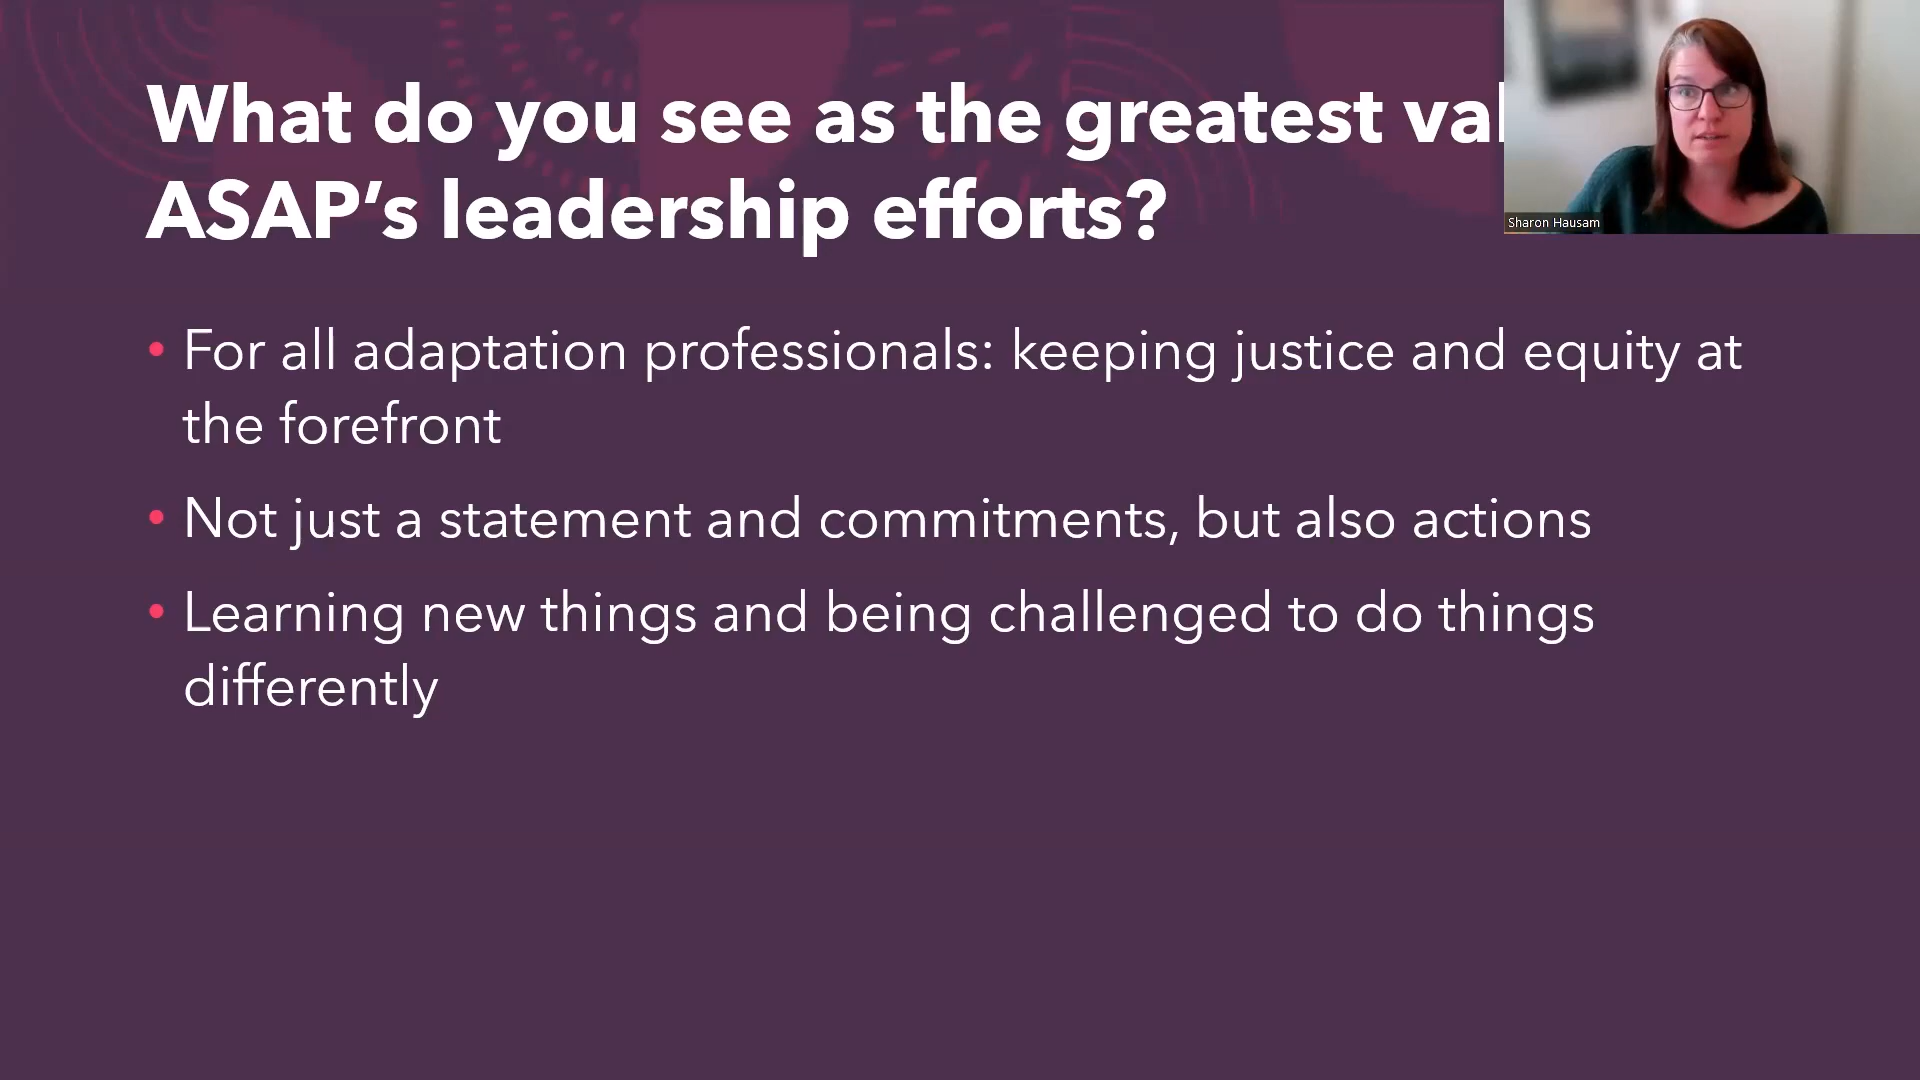 What do you see as the greatest
ASAP’s leadership efforts?
• For all adaptation professionals: keeping justice and equity at
the forefront
• Not just a statement and commitments, but also actions
• Learning new things and being challenged to do things
differently
Sharon Hausam